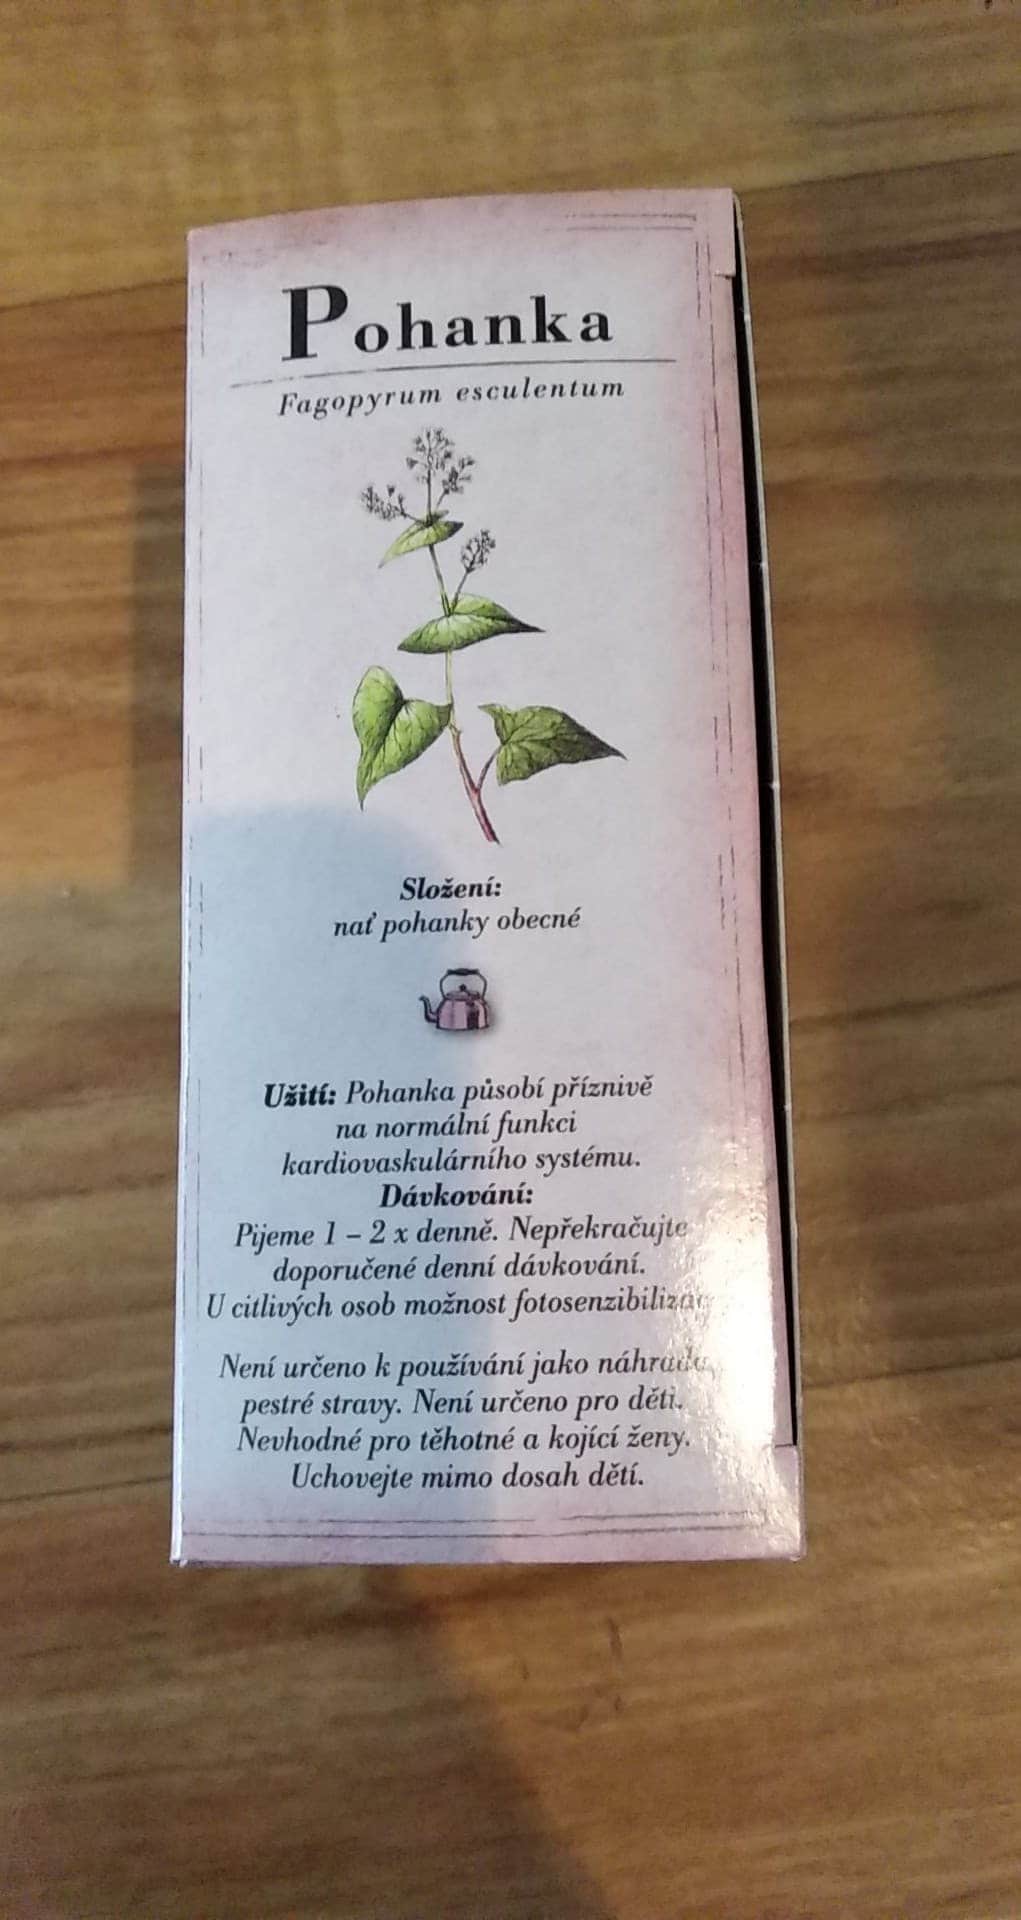 Pohanka
Fagopyrum esculentum
Složení:
nať pohanky obecné
Užití: Pohanka působí příznivě
na normální funkci
kardiovaskulárního systému.
Dávkování:
Pijeme 1 – 2 x denně. Nepřekračujte
doporučené denní dávkování.
U citlivých osob možnost
Není určeno k používání jako náhrada
pestré stravy. Není určeno pro děti.
Nevhodné pro těhotné a kojící ženy.
Uchovejte mimo dosah dětí.